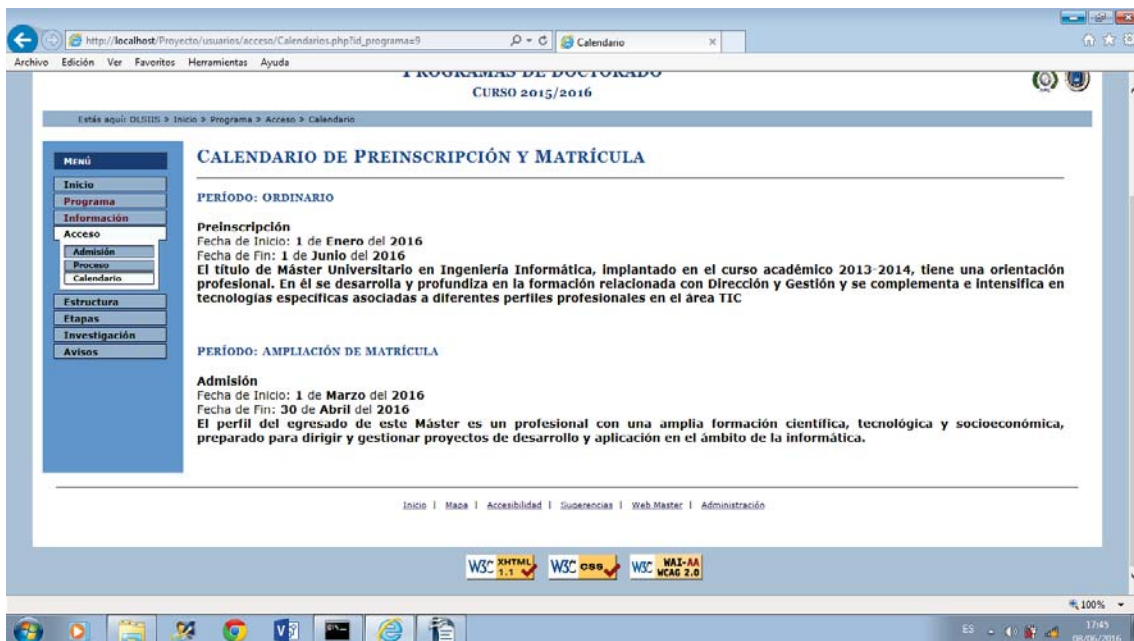 http://localhost/Proyecto/usuarios/acceso/Calendarios.php?id_programa=9
Calendario
Archivo Edición Ver Favoritos Herramientas Ayuda
PROGRAMAS DE DOCTORADO
CURSO 2015/2016
Estás aquí: DLSIIS > Inicio > Programa > Acceso > Calendario
MENÚ
Inicio
Programa
Información
Acceso
Admisión
Proceso
Calendario
Estructura
Etapas
Investigación
Avisos
CALENDARIO DE PREINSCRIPCIÓN Y MATRÍCULA
PERÍODO: ORDINARIO
Preinscripción
Fecha de Inicio: 1 de Enero del 2016
Fecha de Fin: 1 de Junio del 2016
El título de Máster Universitario en Ingeniería Informática, implantado en el curso académico 2013-2014, tiene una orientación
profesional. En él se desarrolla y profundiza en la formación relacionada con Dirección y Gestión y se complementa e intensifica en
tecnologías específicas asociadas a diferentes perfiles profesionales en el área TIC
PERÍODO: AMPLIACIÓN DE MATRÍCULA
Admisión
Fecha de Inicio: 1 de Marzo del 2016
Fecha de Fin: 30 de Abril del 2016
El perfil del egresado de este Máster es un profesional con una amplia formación científica, tecnológica y socioeconómica,
preparado para dirigir y gestionar proyectos de desarrollo y aplicación en el ámbito de la informática.
Inicio | Mapa | Accesibilidad | Sugerencias | Web Master | Administración
W3C XHTML 1.1
W3C css
W3C WAI-AA WCAG 2.0
100%
ES
17:45
08/06/2016